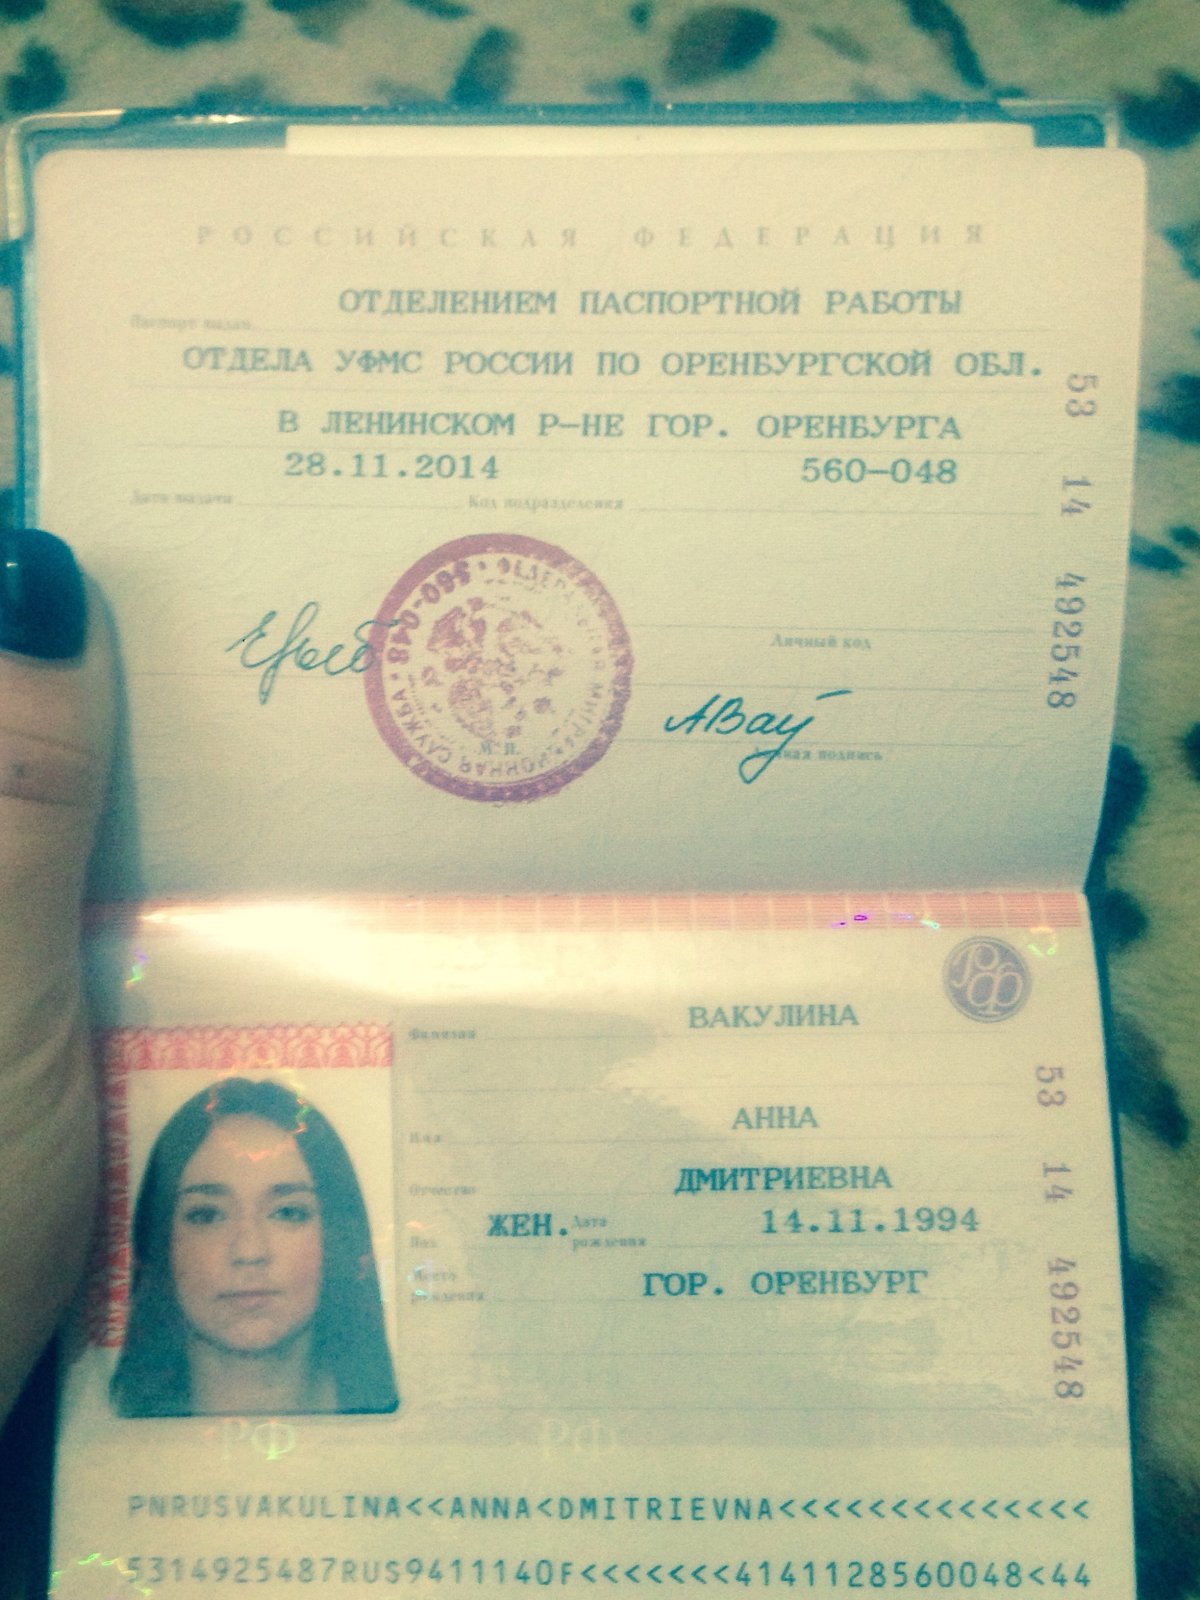 РОССИЙСКАЯ ФЕДЕРАЦИЯ
Паспорт выдан ОТДЕЛЕНИЕМ ПАСПОРТНОЙ РАБОТЫ
ОТДЕЛА УФМС РОССИИ ПО ОРЕНБУРГСКОЙ ОБЛ.
В ЛЕНИНСКОМ Р-НЕ ГОР. ОРЕНБУРГА
28.11.2014 560-048
Дата выдачи Код подразделения
53 14 492548
560-048 ФЕДЕРАЛЬНАЯ МИГРАЦИОННАЯ СЛУЖБА
М.П.
Личный код
Личная подпись
РФ
Фамилия ВАКУЛИНА
Имя АННА
Отчество ДМИТРИЕВНА
Пол ЖЕН. Дата рождения 14.11.1994
Место рождения ГОР. ОРЕНБУРГ
53 14 492548
РФ РФ
PNRUSVAKULINA<<ANNA<DMITRIEVNA<<<<<<<<<<<<<<
5314925487RUS9411140F<<<<<<<4141128560048<44